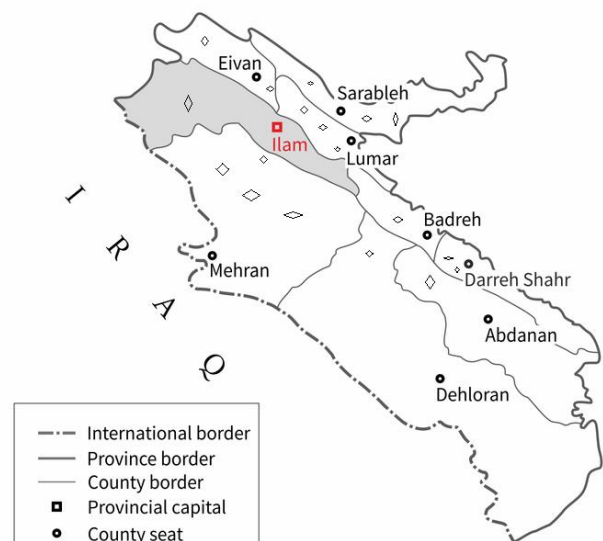 Eivan
Sarableh
Ilam
Lumar
Badreh
Darreh Shahr
Mehran
Abdanan
Dehloran
I R A Q
International border
Province border
County border
Provincial capital
County seat